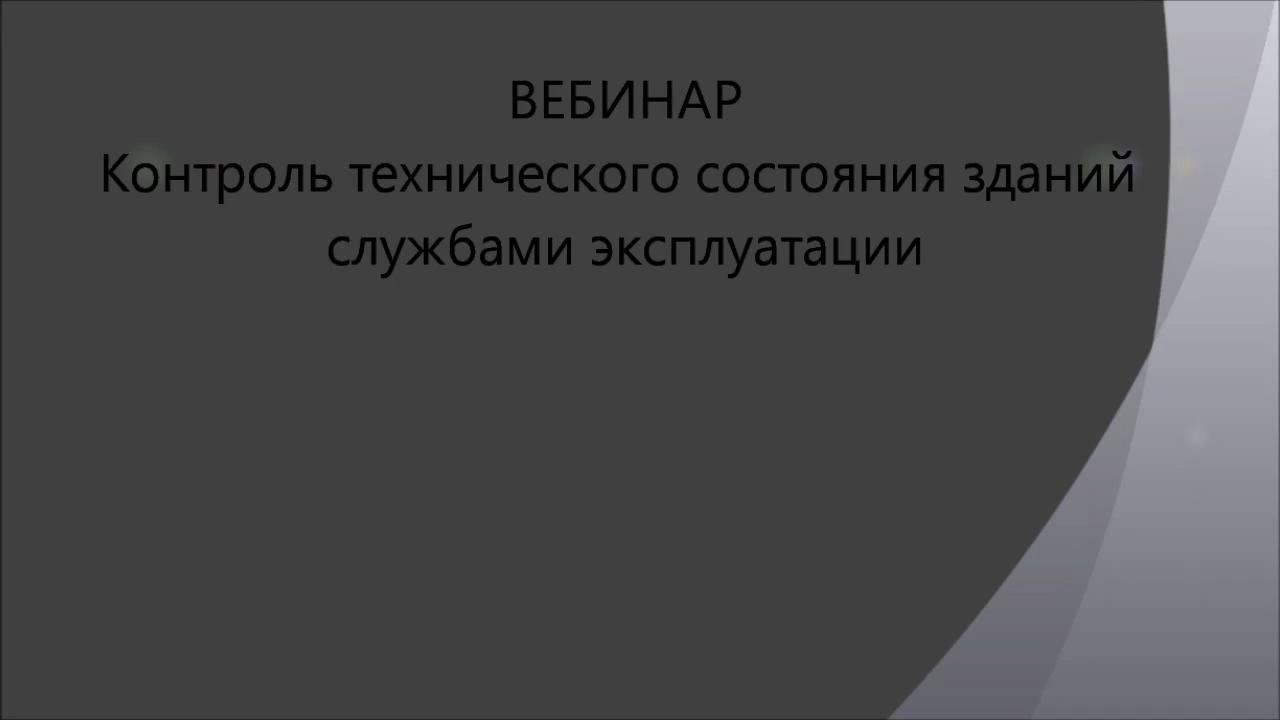 ВЕБИНАР
Контроль технического состояния зданий
службами эксплуатации